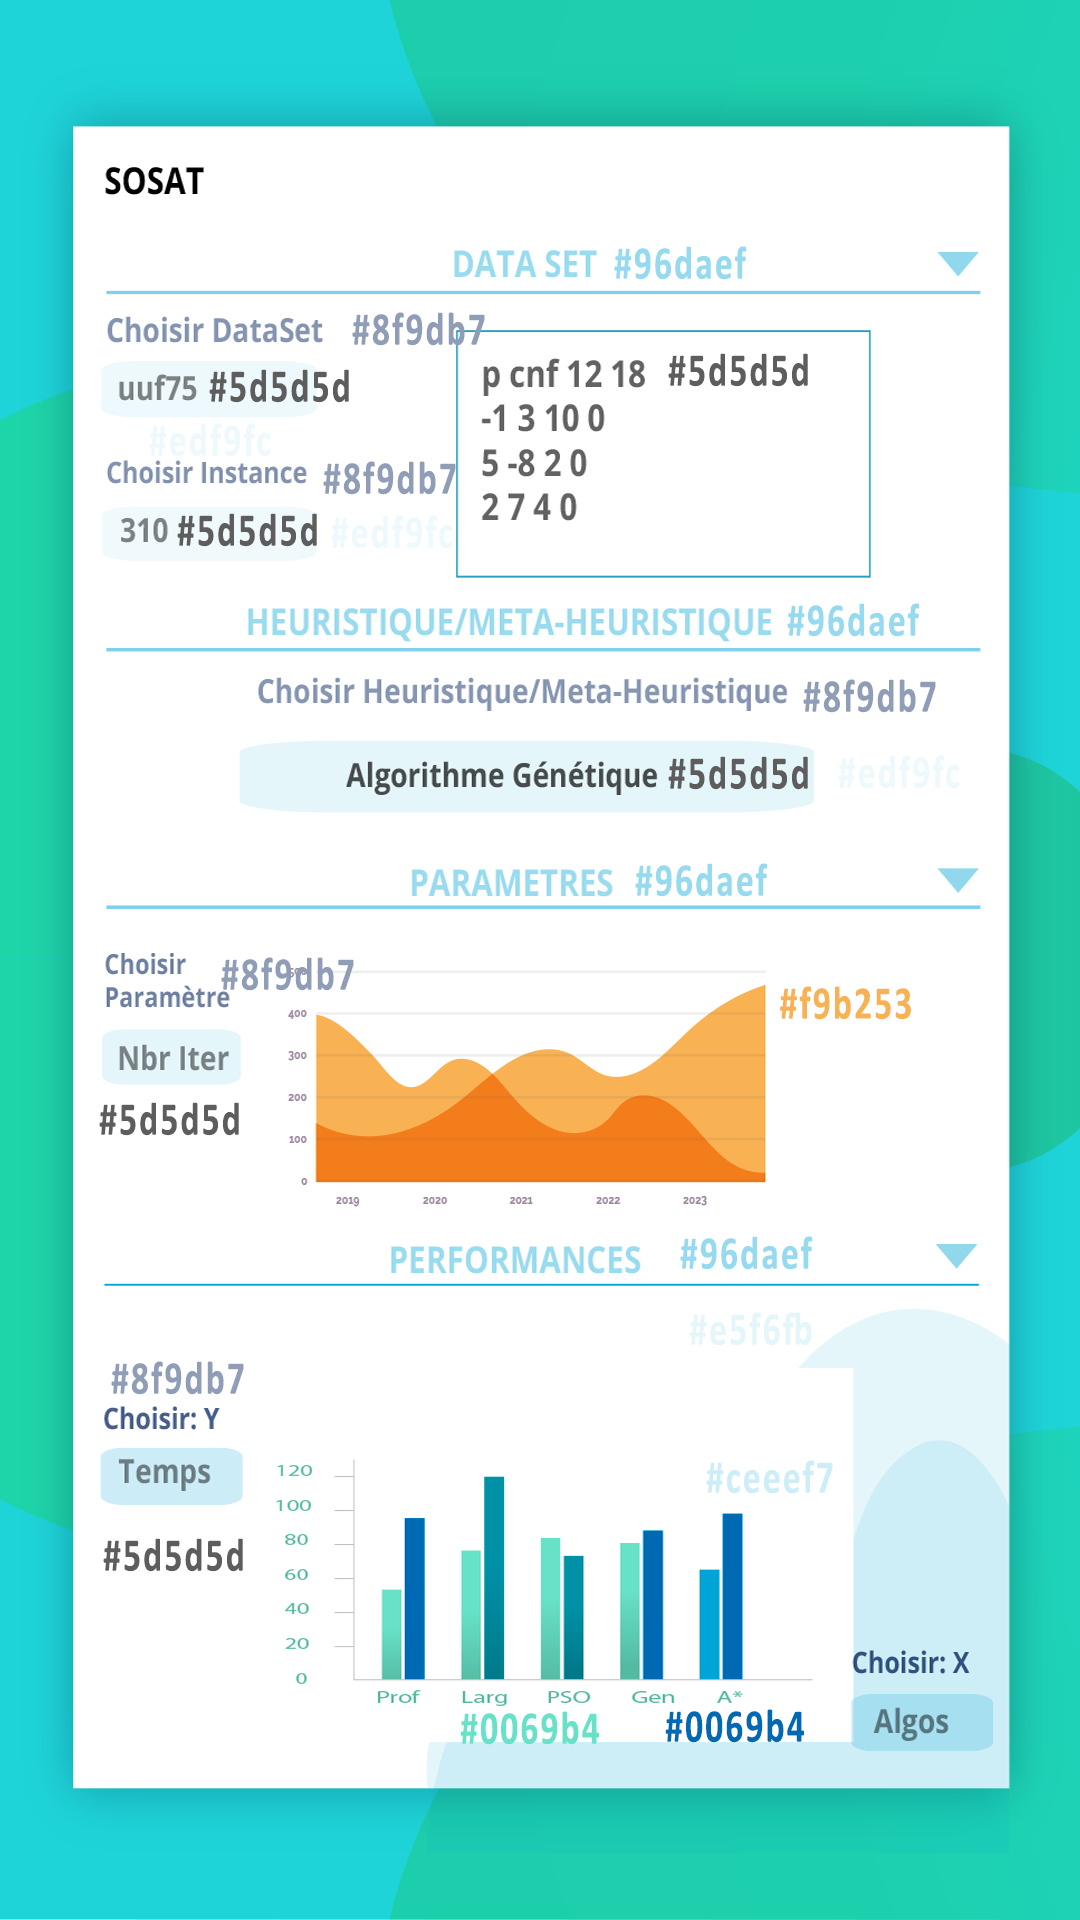 SOSAT
DATA SET #96daef
Choisir DataSet #8f9db7
uuf75 #5d5d5d
#edf9fc
Choisir Instance #8f9db7
310 #5d5d5d #edf9fc
p cnf 12 18 #5d5d5d
-1 3 10 0
5 -8 2 0
2 7 4 0
HEURISTIQUE/META-HEURISTIQUE #96daef
Choisir Heuristique/Meta-Heuristique #8f9db7
Algorithme Génétique #5d5d5d #edf9fc
PARAMETRES #96daef
Choisir
Paramètre
#8f9db7
Nbr Iter
#5d5d5d
500
400
300
200
100
0
2019 2020 2021 2022 2023
#f9b253
PERFORMANCES #96daef
#e5f6fb
#8f9db7
Choisir: Y
Temps
#5d5d5d
#ceeef7
120
100
80
60
40
20
0
Prof Larg PSO Gen A*
#0069b4 #0069b4
Choisir: X
Algos